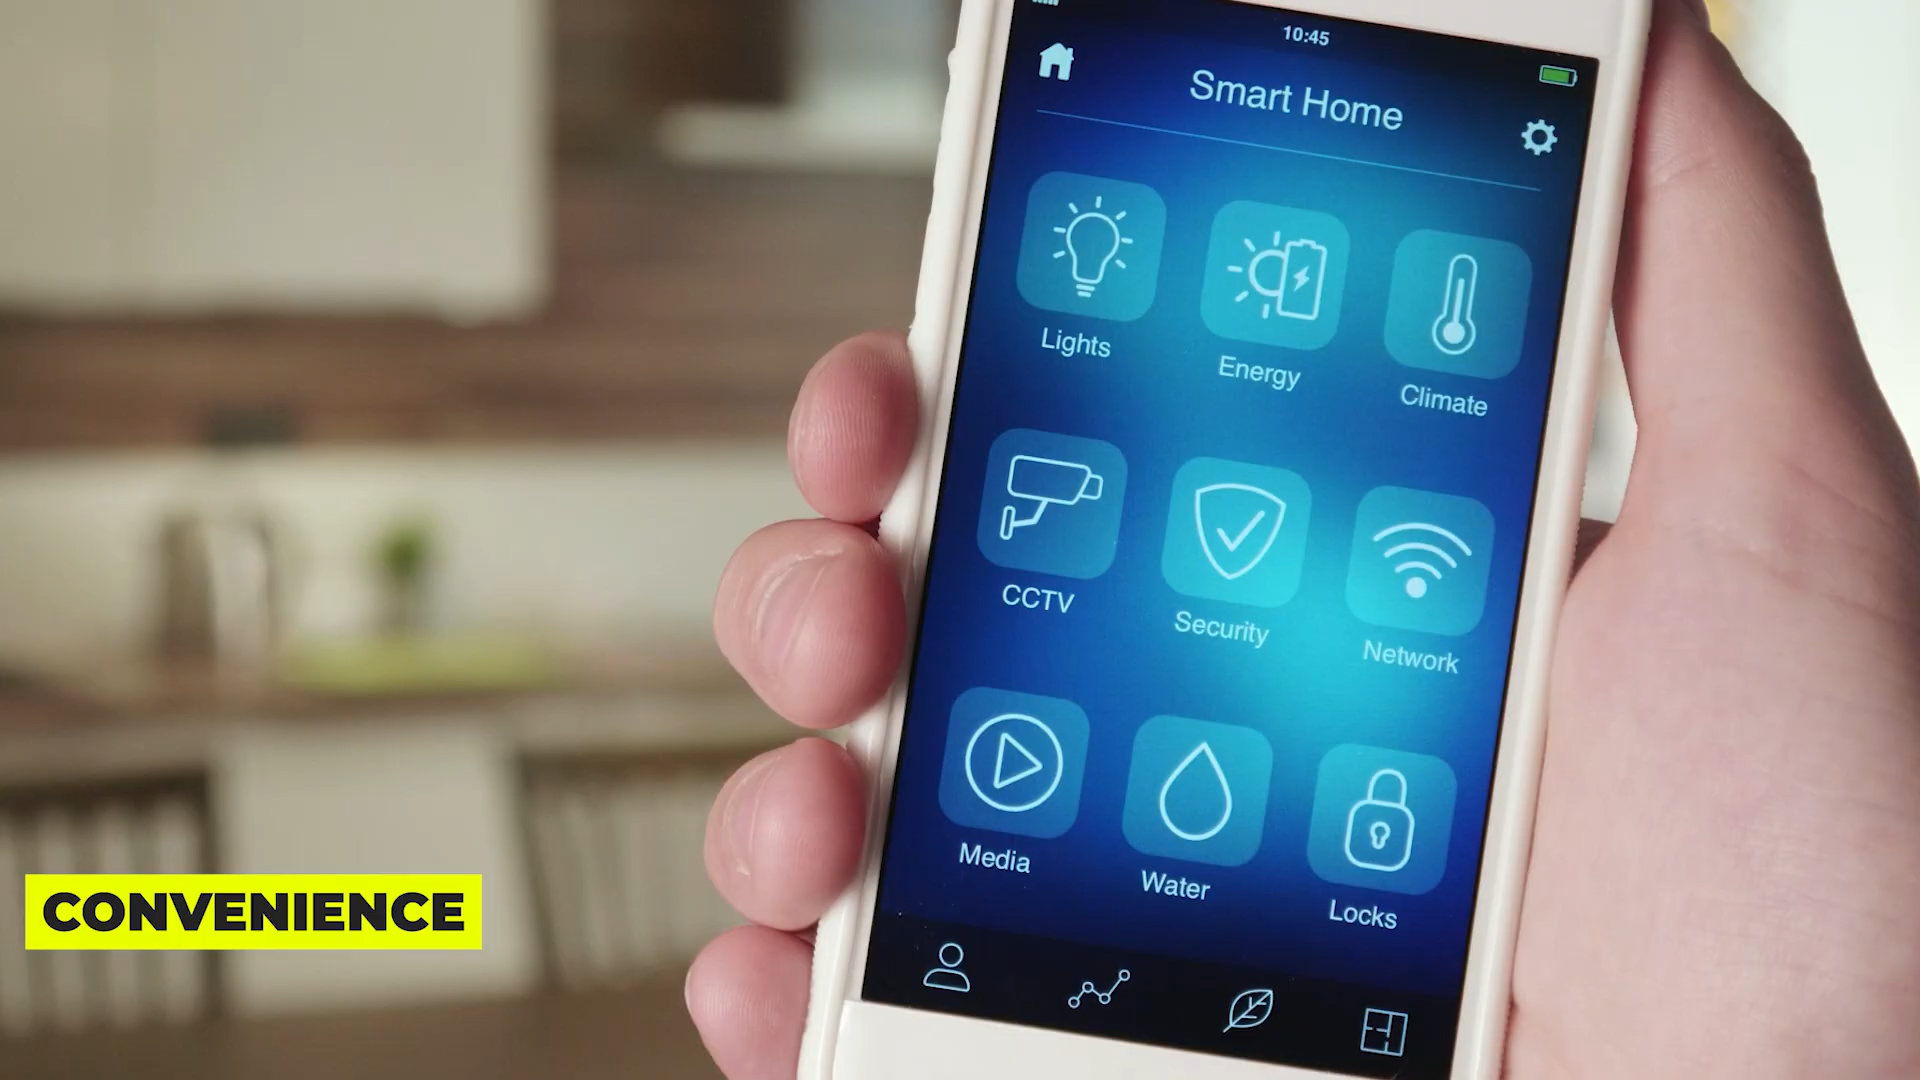 10:45
Smart Home
Lights
Energy
Climate
CCTV
Security
Network
Media
Water
Locks
CONVENIENCE